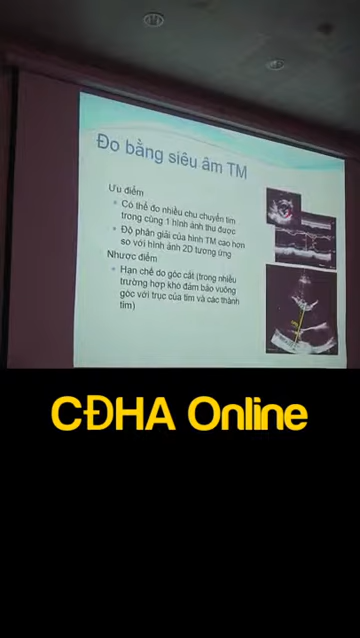 Đo bằng siêu âm TM
Ưu điểm
Có thể đo nhiều chu chuyển tim
trong cùng 1 hình ảnh thu được
Độ phân giải của hình TM cao hơn
so với hình ảnh 2D tương ứng
Nhược điểm
Hạn chế do góc cắt (trong nhiều
trường hợp khó đảm bảo vuông
góc với trục của tim và các thành
tim)
CĐHA Online